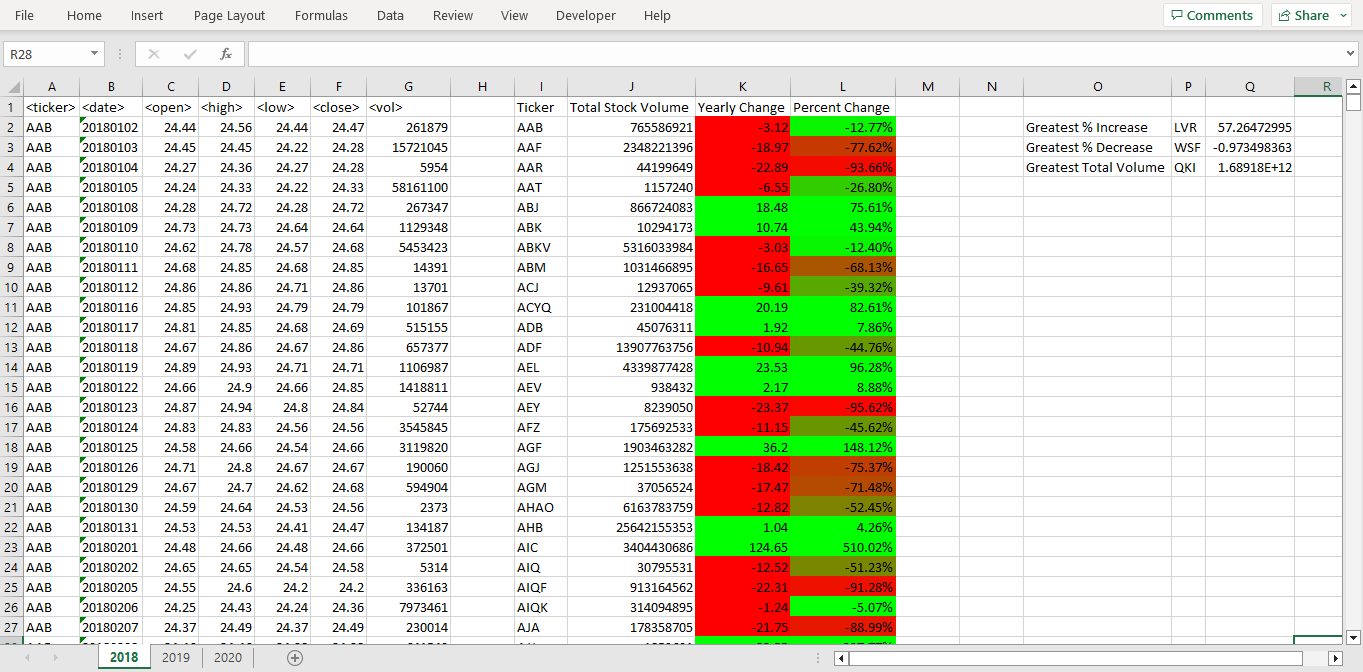 File Home Insert Page Layout Formulas Data Review View Developer Help Comments Share
R28 fx
A B C D E F G H I J K L M N O P Q R
1 <ticker> <date> <open> <high> <low> <close> <vol> Ticker Total Stock Volume Yearly Change Percent Change
2 AAB 20180102 24.44 24.56 24.44 24.47 261879 AAB 765586921 -3.12 -12.77% Greatest % Increase LVR 57.26472995
3 AAB 20180103 24.45 24.45 24.22 24.28 15721045 AAF 2348221396 -18.97 -77.62% Greatest % Decrease WSF -0.973498363
4 AAB 20180104 24.27 24.36 24.27 24.28 5954 AAR 44199649 -22.89 -93.66% Greatest Total Volume QKI 1.68918E+12
5 AAB 20180105 24.24 24.33 24.22 24.33 58161100 AAT 1157240 -6.55 -26.80%
6 AAB 20180108 24.28 24.72 24.28 24.72 267347 ABJ 866724083 18.48 75.61%
7 AAB 20180109 24.73 24.73 24.64 24.64 1129348 ABK 10294173 10.74 43.94%
8 AAB 20180110 24.62 24.78 24.57 24.68 5453423 ABKV 5316033984 -3.03 -12.40%
9 AAB 20180111 24.68 24.85 24.68 24.85 14391 ABM 1031466895 -16.65 -68.13%
10 AAB 20180112 24.86 24.86 24.71 24.86 13701 ACJ 12937065 -9.61 -39.32%
11 AAB 20180116 24.85 24.93 24.79 24.79 101867 ACYQ 231004418 20.19 82.61%
12 AAB 20180117 24.81 24.85 24.68 24.69 515155 ADB 45076311 1.92 7.86%
13 AAB 20180118 24.67 24.86 24.67 24.86 657377 ADF 13907763756 -10.94 -44.76%
14 AAB 20180119 24.89 24.93 24.71 24.71 1106987 AEL 4339877428 23.53 96.28%
15 AAB 20180122 24.66 24.9 24.66 24.85 1418811 AEV 938432 2.17 8.88%
16 AAB 20180123 24.87 24.94 24.8 24.84 52744 AEY 8239050 -23.37 -95.62%
17 AAB 20180124 24.83 24.83 24.56 24.56 3545845 AFZ 175692533 -11.15 -45.62%
18 AAB 20180125 24.58 24.66 24.54 24.66 3119820 AGF 1903463282 36.2 148.12%
19 AAB 20180126 24.71 24.8 24.67 24.67 190060 AGJ 1251553638 -18.42 -75.37%
20 AAB 20180129 24.67 24.7 24.62 24.68 594904 AGM 37056524 -17.47 -71.48%
21 AAB 20180130 24.59 24.64 24.53 24.56 2373 AHAO 6163783759 -12.82 -52.45%
22 AAB 20180131 24.53 24.53 24.41 24.47 134187 AHB 25642155353 1.04 4.26%
23 AAB 20180201 24.48 24.66 24.48 24.66 372501 AIC 3404430686 124.65 510.02%
24 AAB 20180202 24.65 24.65 24.54 24.58 5314 AIQ 30795531 -12.52 -51.23%
25 AAB 20180205 24.55 24.6 24.2 24.2 336163 AIQF 913164562 -22.31 -91.28%
26 AAB 20180206 24.25 24.43 24.24 24.36 7973461 AIQK 314094895 -1.24 -5.07%
27 AAB 20180207 24.37 24.49 24.37 24.49 230014 AJA 178358705 -21.75 -88.99%
2018 2019 2020